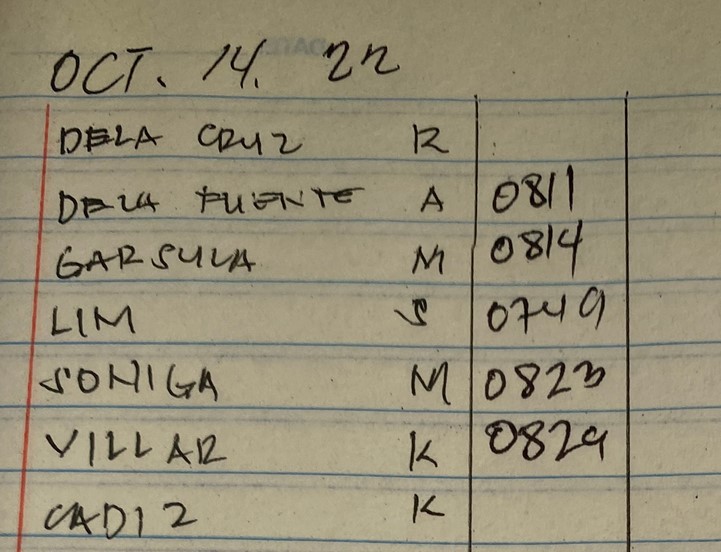 OCT. 14. 22
DELA CRUZ R
DELA FUENTE A 0811
GARSULA M 0814
LIM S 0749
SONIGA M 0823
VILLAR K 0829
CADIZ K